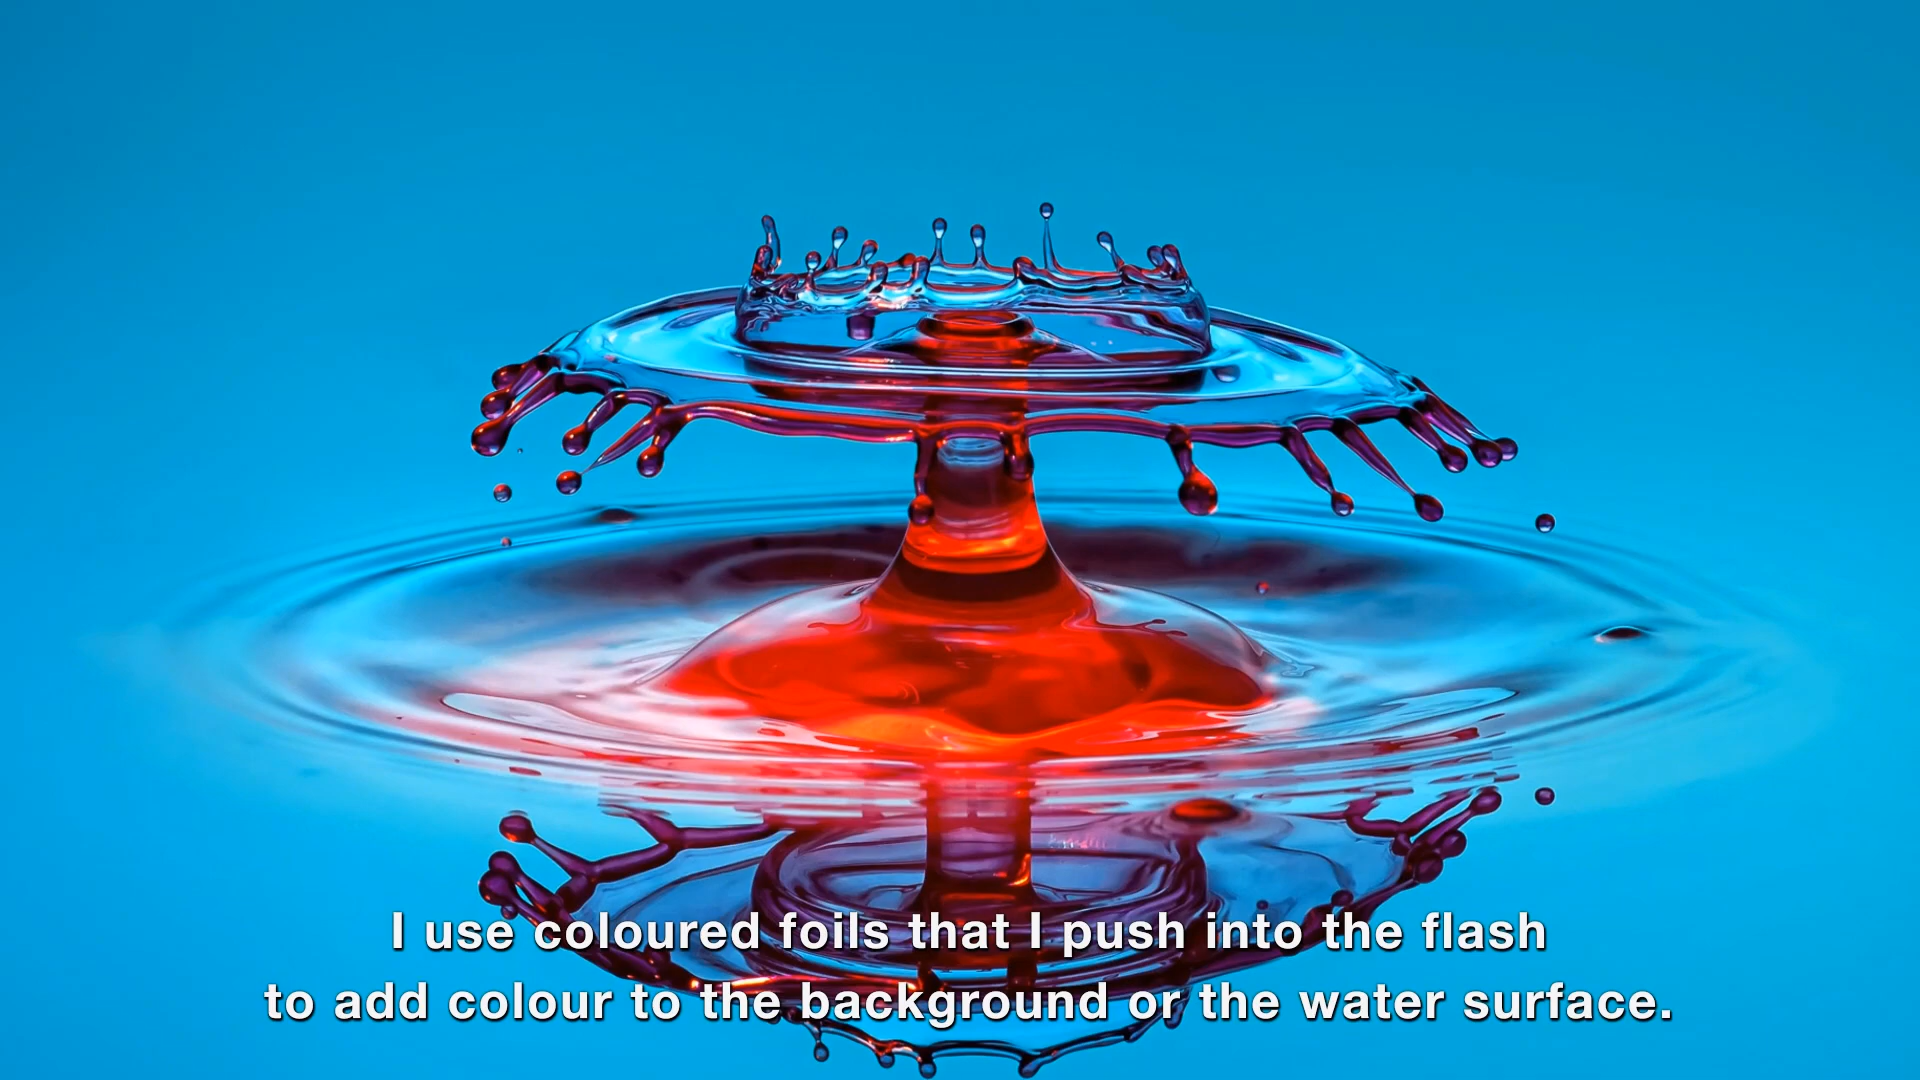 I use coloured foils that I push into the flash
to add colour to the background or the water surface.